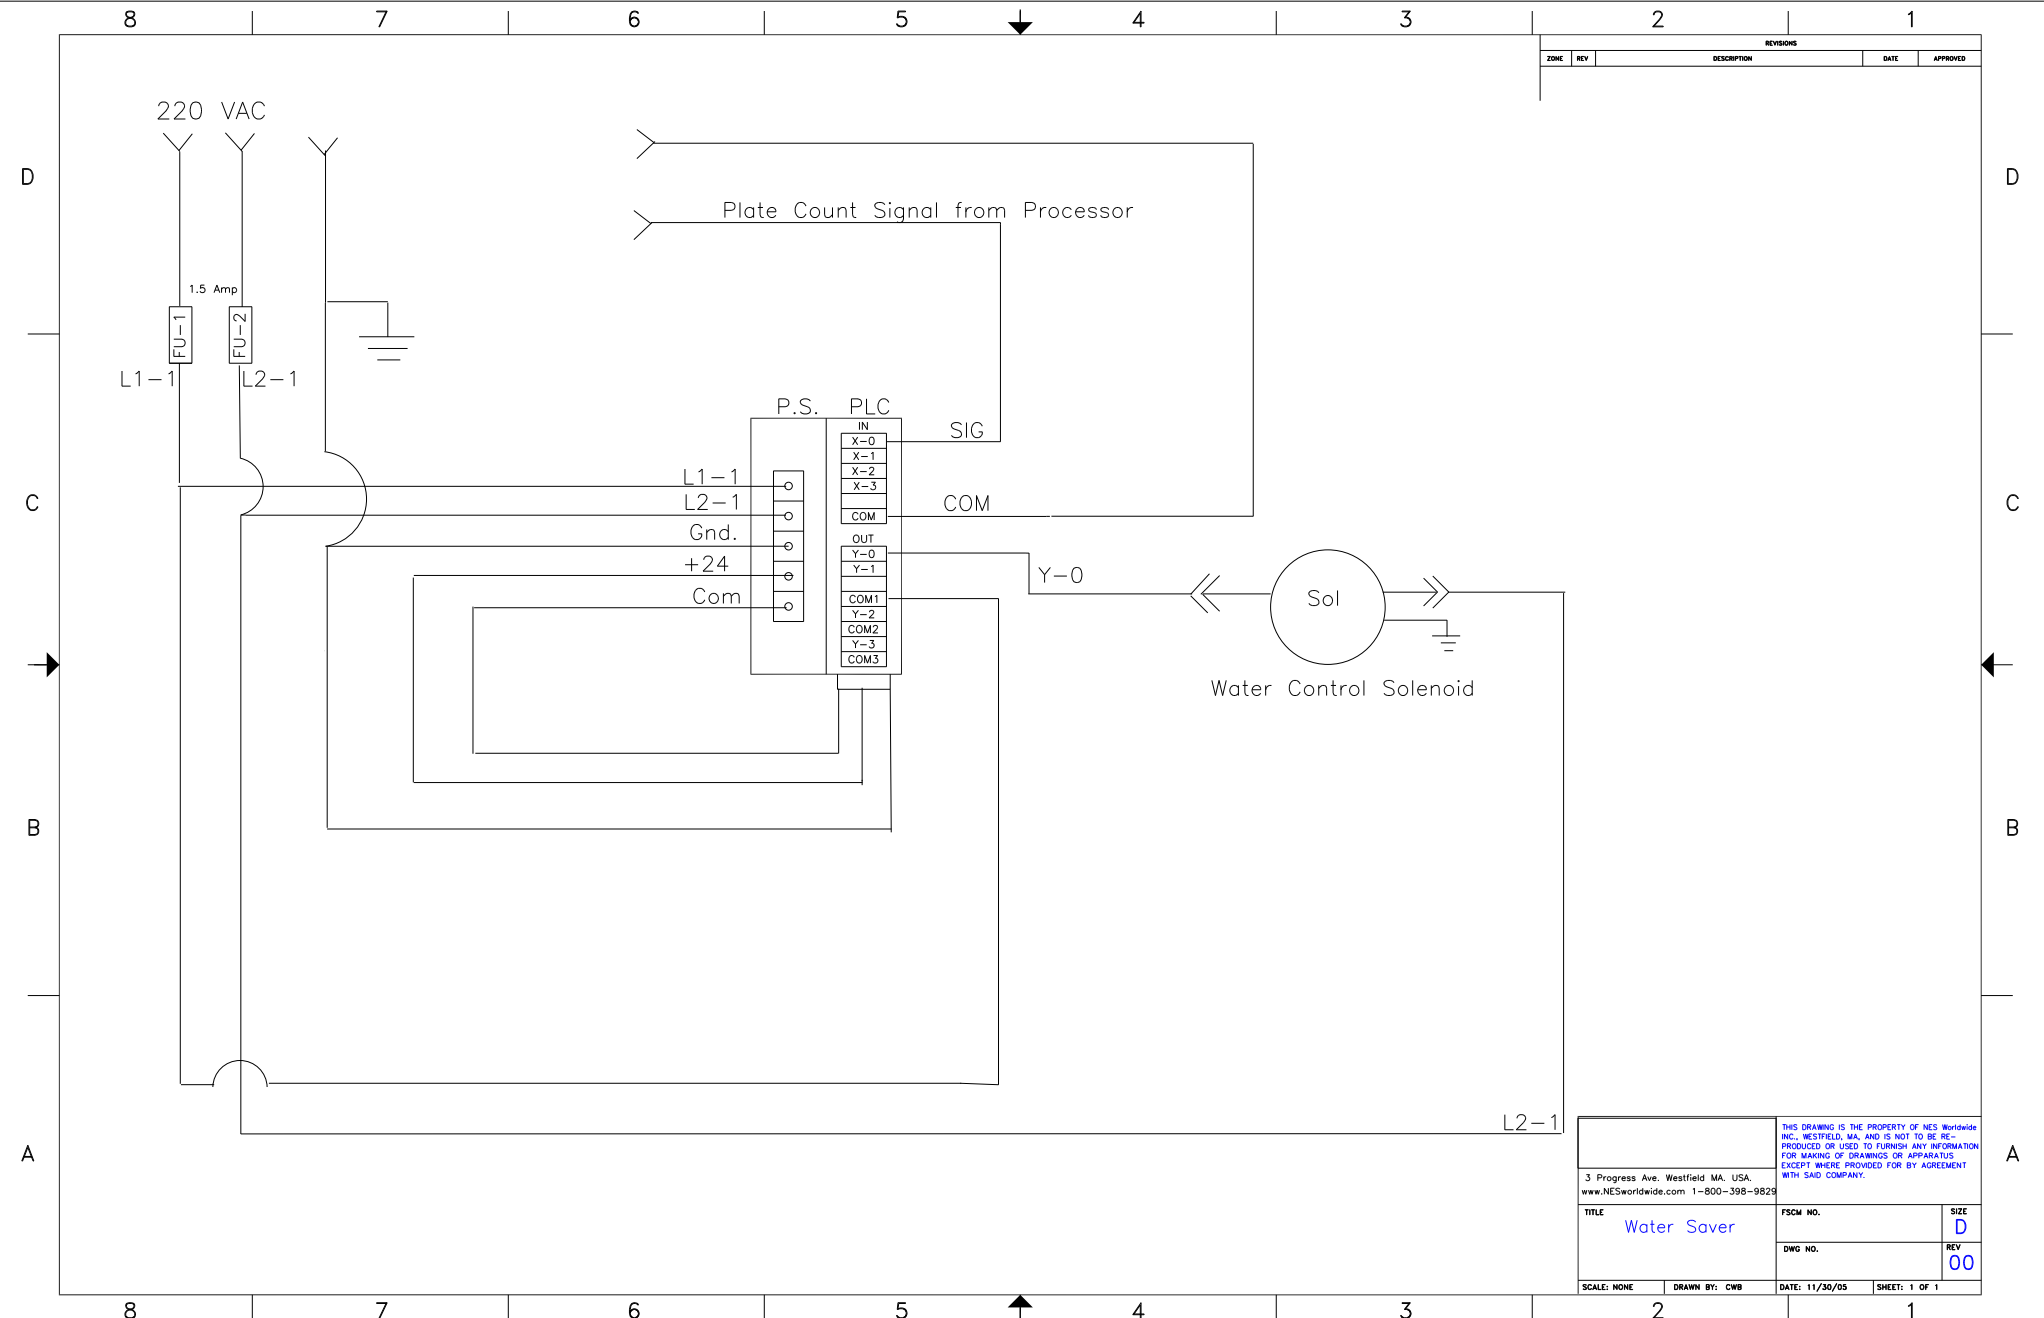 8 7 6 5 4 3 2 1
REVISIONS
ZONE REV DESCRIPTION DATE APPROVED
220 VAC
D D
Plate Count Signal from Processor
1.5 Amp
FU-1 FU-2
L1-1 L2-1
P.S. PLC
IN
X-0 SIG
X-1
X-2
L1-1 X-3
C L2-1 COM C
COM
Gnd. OUT
Y-0
+24 Y-1 Y-0
Com COM1 Sol
Y-2
COM2
Y-3
COM3
Water Control Solenoid
B B
L2-1
A A
THIS DRAWING IS THE PROPERTY OF NES Worldwide
INC., WESTFIELD, MA, AND IS NOT TO BE RE-
PRODUCED OR USED TO FURNISH ANY INFORMATION
FOR MAKING OF DRAWINGS OR APPARATUS
EXCEPT WHERE PROVIDED FOR BY AGREEMENT
WITH SAID COMPANY.
3 Progress Ave. Westfield MA. USA.
www.NESworldwide.com 1-800-398-9829
TITLE
Water Saver
FSCM NO.
SIZE
D
DWG NO.
REV
00
SCALE: NONE DRAWN BY: CWB DATE: 11/30/05 SHEET: 1 OF 1
8 7 6 5 4 3 2 1